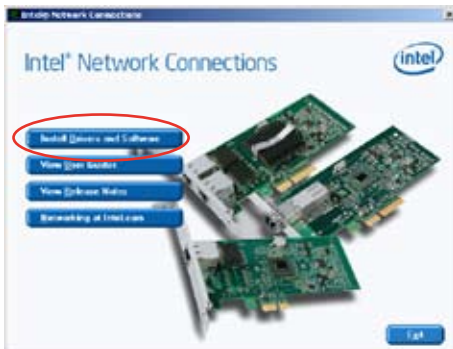 Intel® Network Connections
Intel® Network Connections
intel
Install Drivers and Software
View User Guides
View Release Notes
Networking at Intel.com
Exit